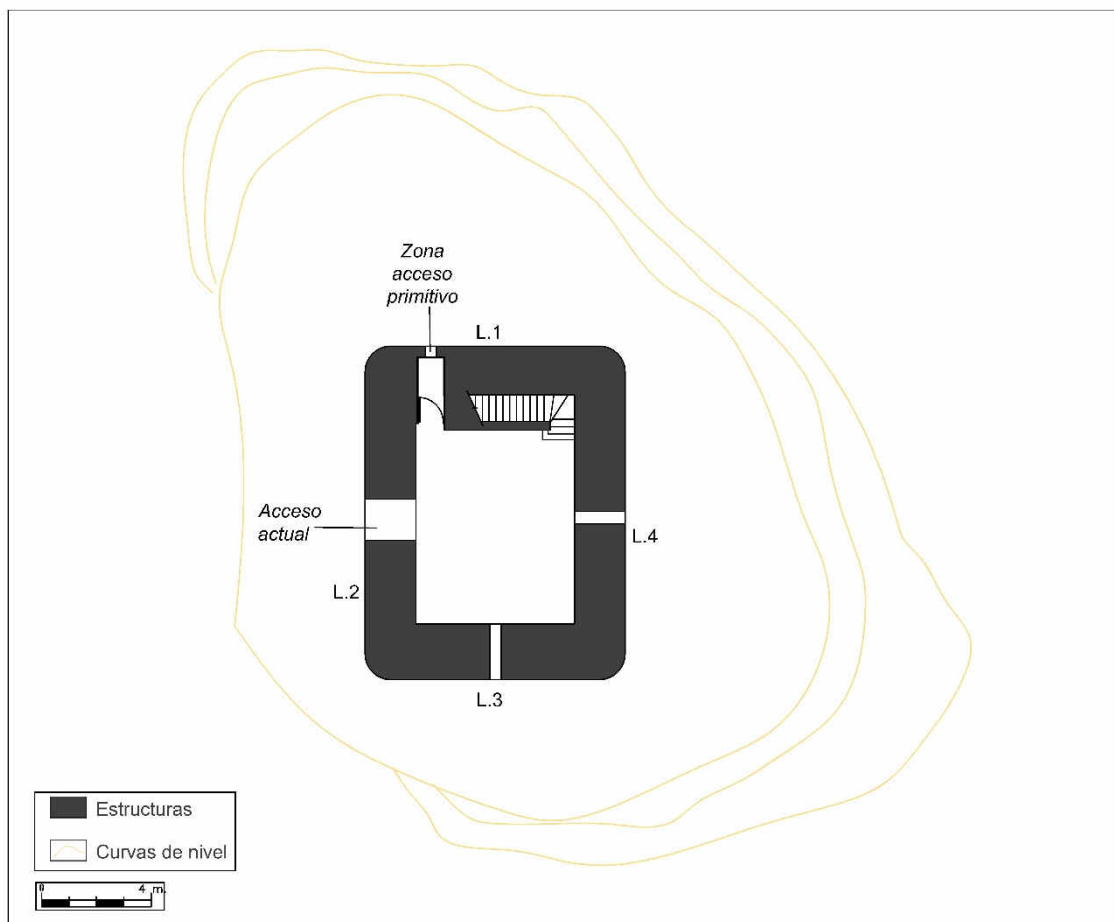 Zona
acceso
primitivo
L.1
Acceso
actual
L.4
L.2
L.3
Estructuras
Curvas de nivel
0 4 m.